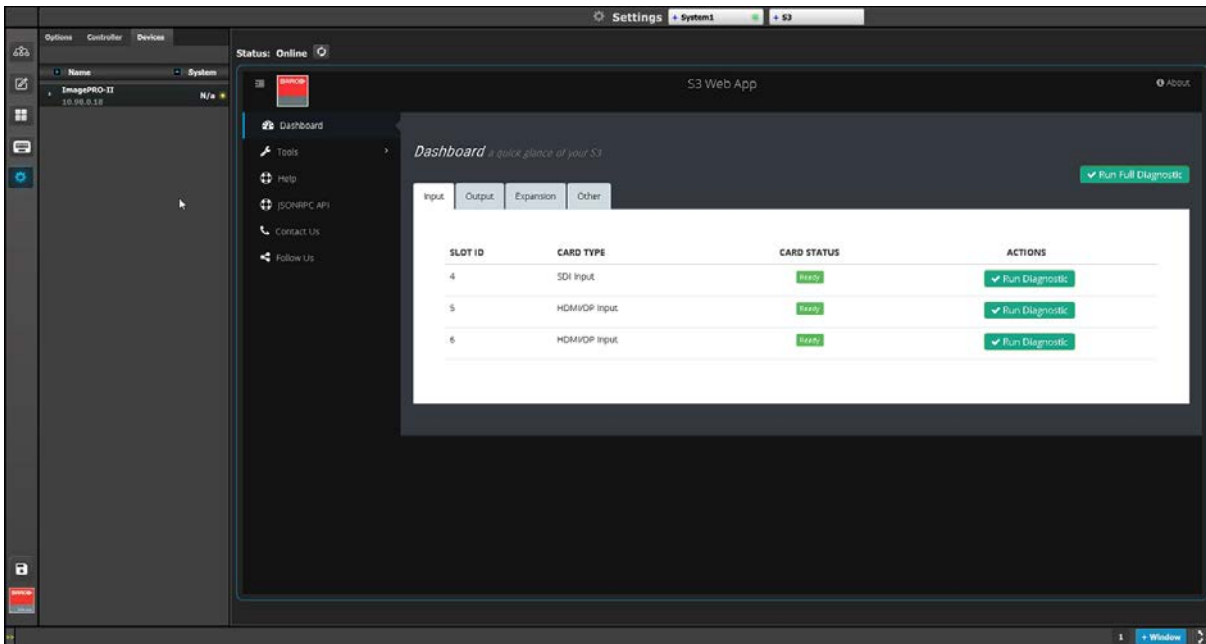 Settings + System1 + S3
Options Controller Devices
Name System
ImagePRO-II
10.98.0.18 N/a
Status: Online
BARCO
S3 Web App
About
Dashboard
Tools
Help
JSONRPC API
Contact Us
Follow Us
Dashboard a quick glance of your S3
Run Full Diagnostic
Input Output Expansion Other
SLOT ID CARD TYPE CARD STATUS ACTIONS
4 SDI Input Ready Run Diagnostic
5 HDMI/DP Input Ready Run Diagnostic
6 HDMI/DP Input Ready Run Diagnostic
BARCO
1 + Window